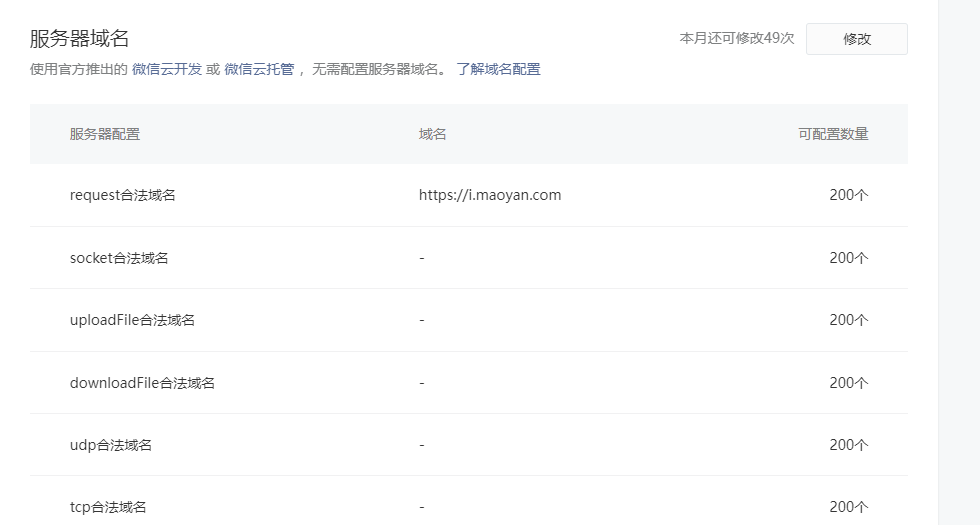 服务器域名 本月还可修改49次 修改
使用官方推出的 微信云开发 或 微信云托管 ，无需配置服务器域名。 了解域名配置
服务器配置 域名 可配置数量
request合法域名 https://i.maoyan.com 200个
socket合法域名 - 200个
uploadFile合法域名 - 200个
downloadFile合法域名 - 200个
udp合法域名 - 200个
tcp合法域名 - 200个